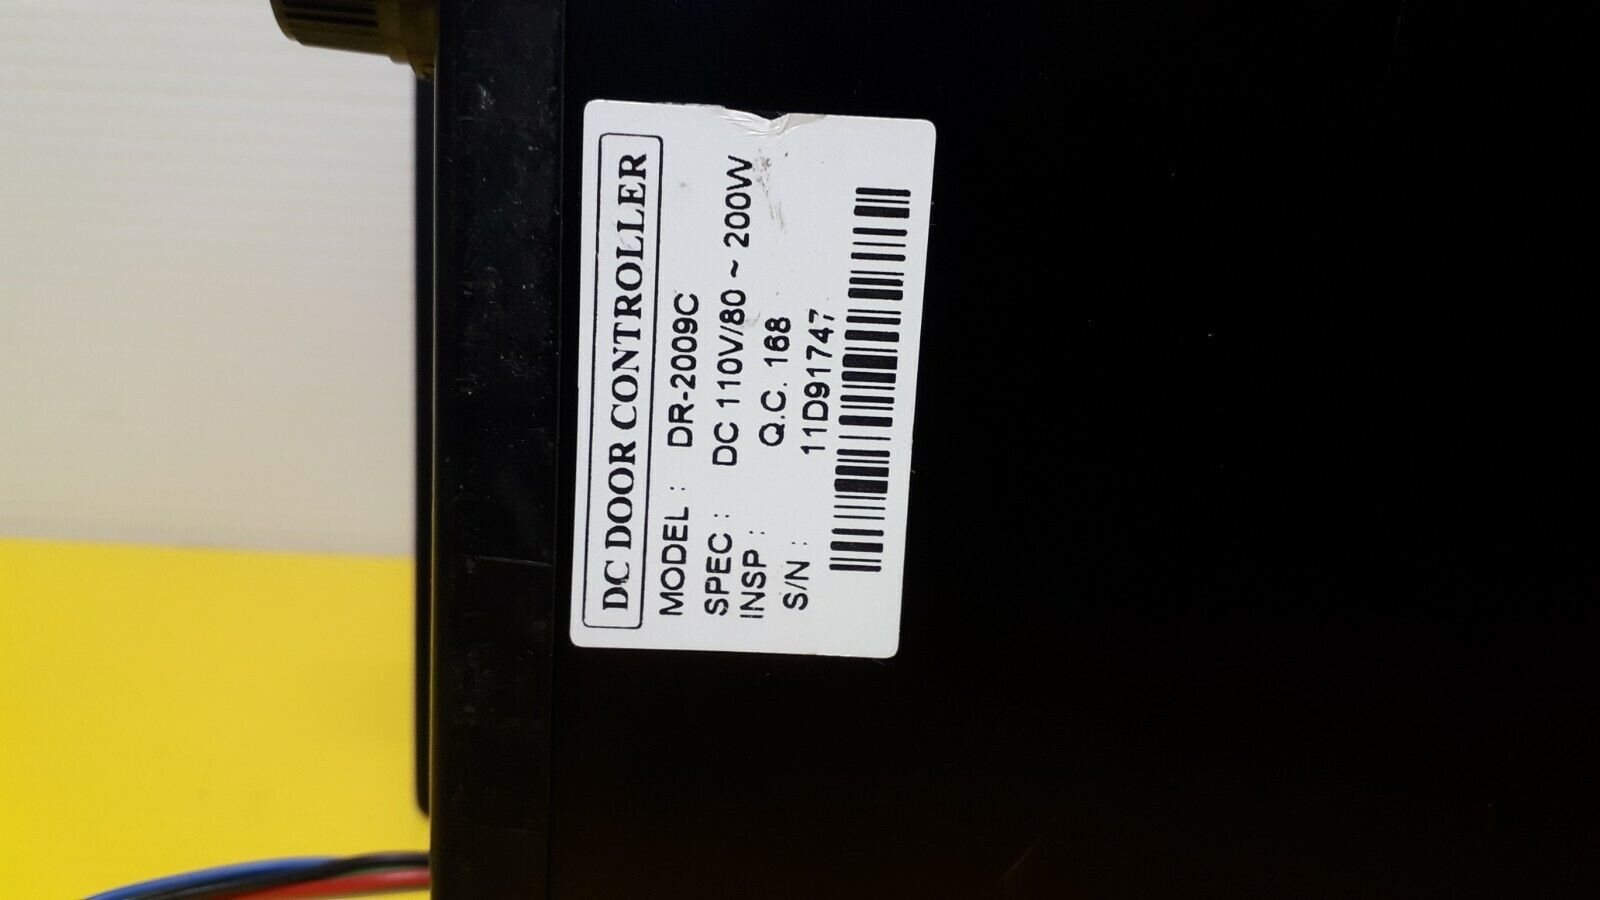 DC DOOR CONTROLLER
MODEL : DR-2009C
SPEC : DC 110V/80 ~ 200W
INSP : Q.C. 168
S/N : 11D91747